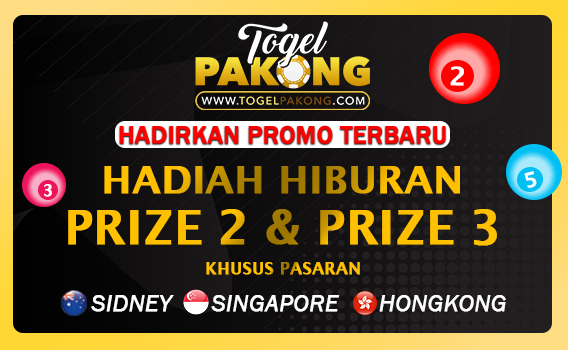 Togel
PAKONG
WWW.TOGELPAKONG.COM
2
HADIRKAN PROMO TERBARU
HADIAH HIBURAN
3
5
PRIZE 2 & PRIZE 3
KHUSUS PASARAN
SIDNEY SINGAPORE HONGKONG